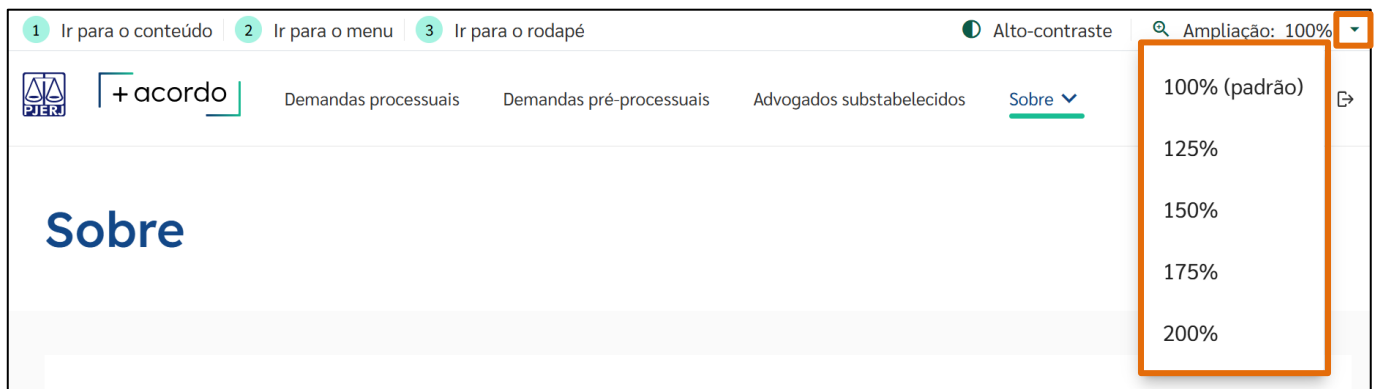 1 Ir para o conteúdo 2 Ir para o menu 3 Ir para o rodapé Alto-contraste Ampliação: 100%
PJERJ +acordo Demandas processuais Demandas pré-processuais Advogados substabelecidos Sobre
100% (padrão)
125%
150%
175%
200%
Sobre